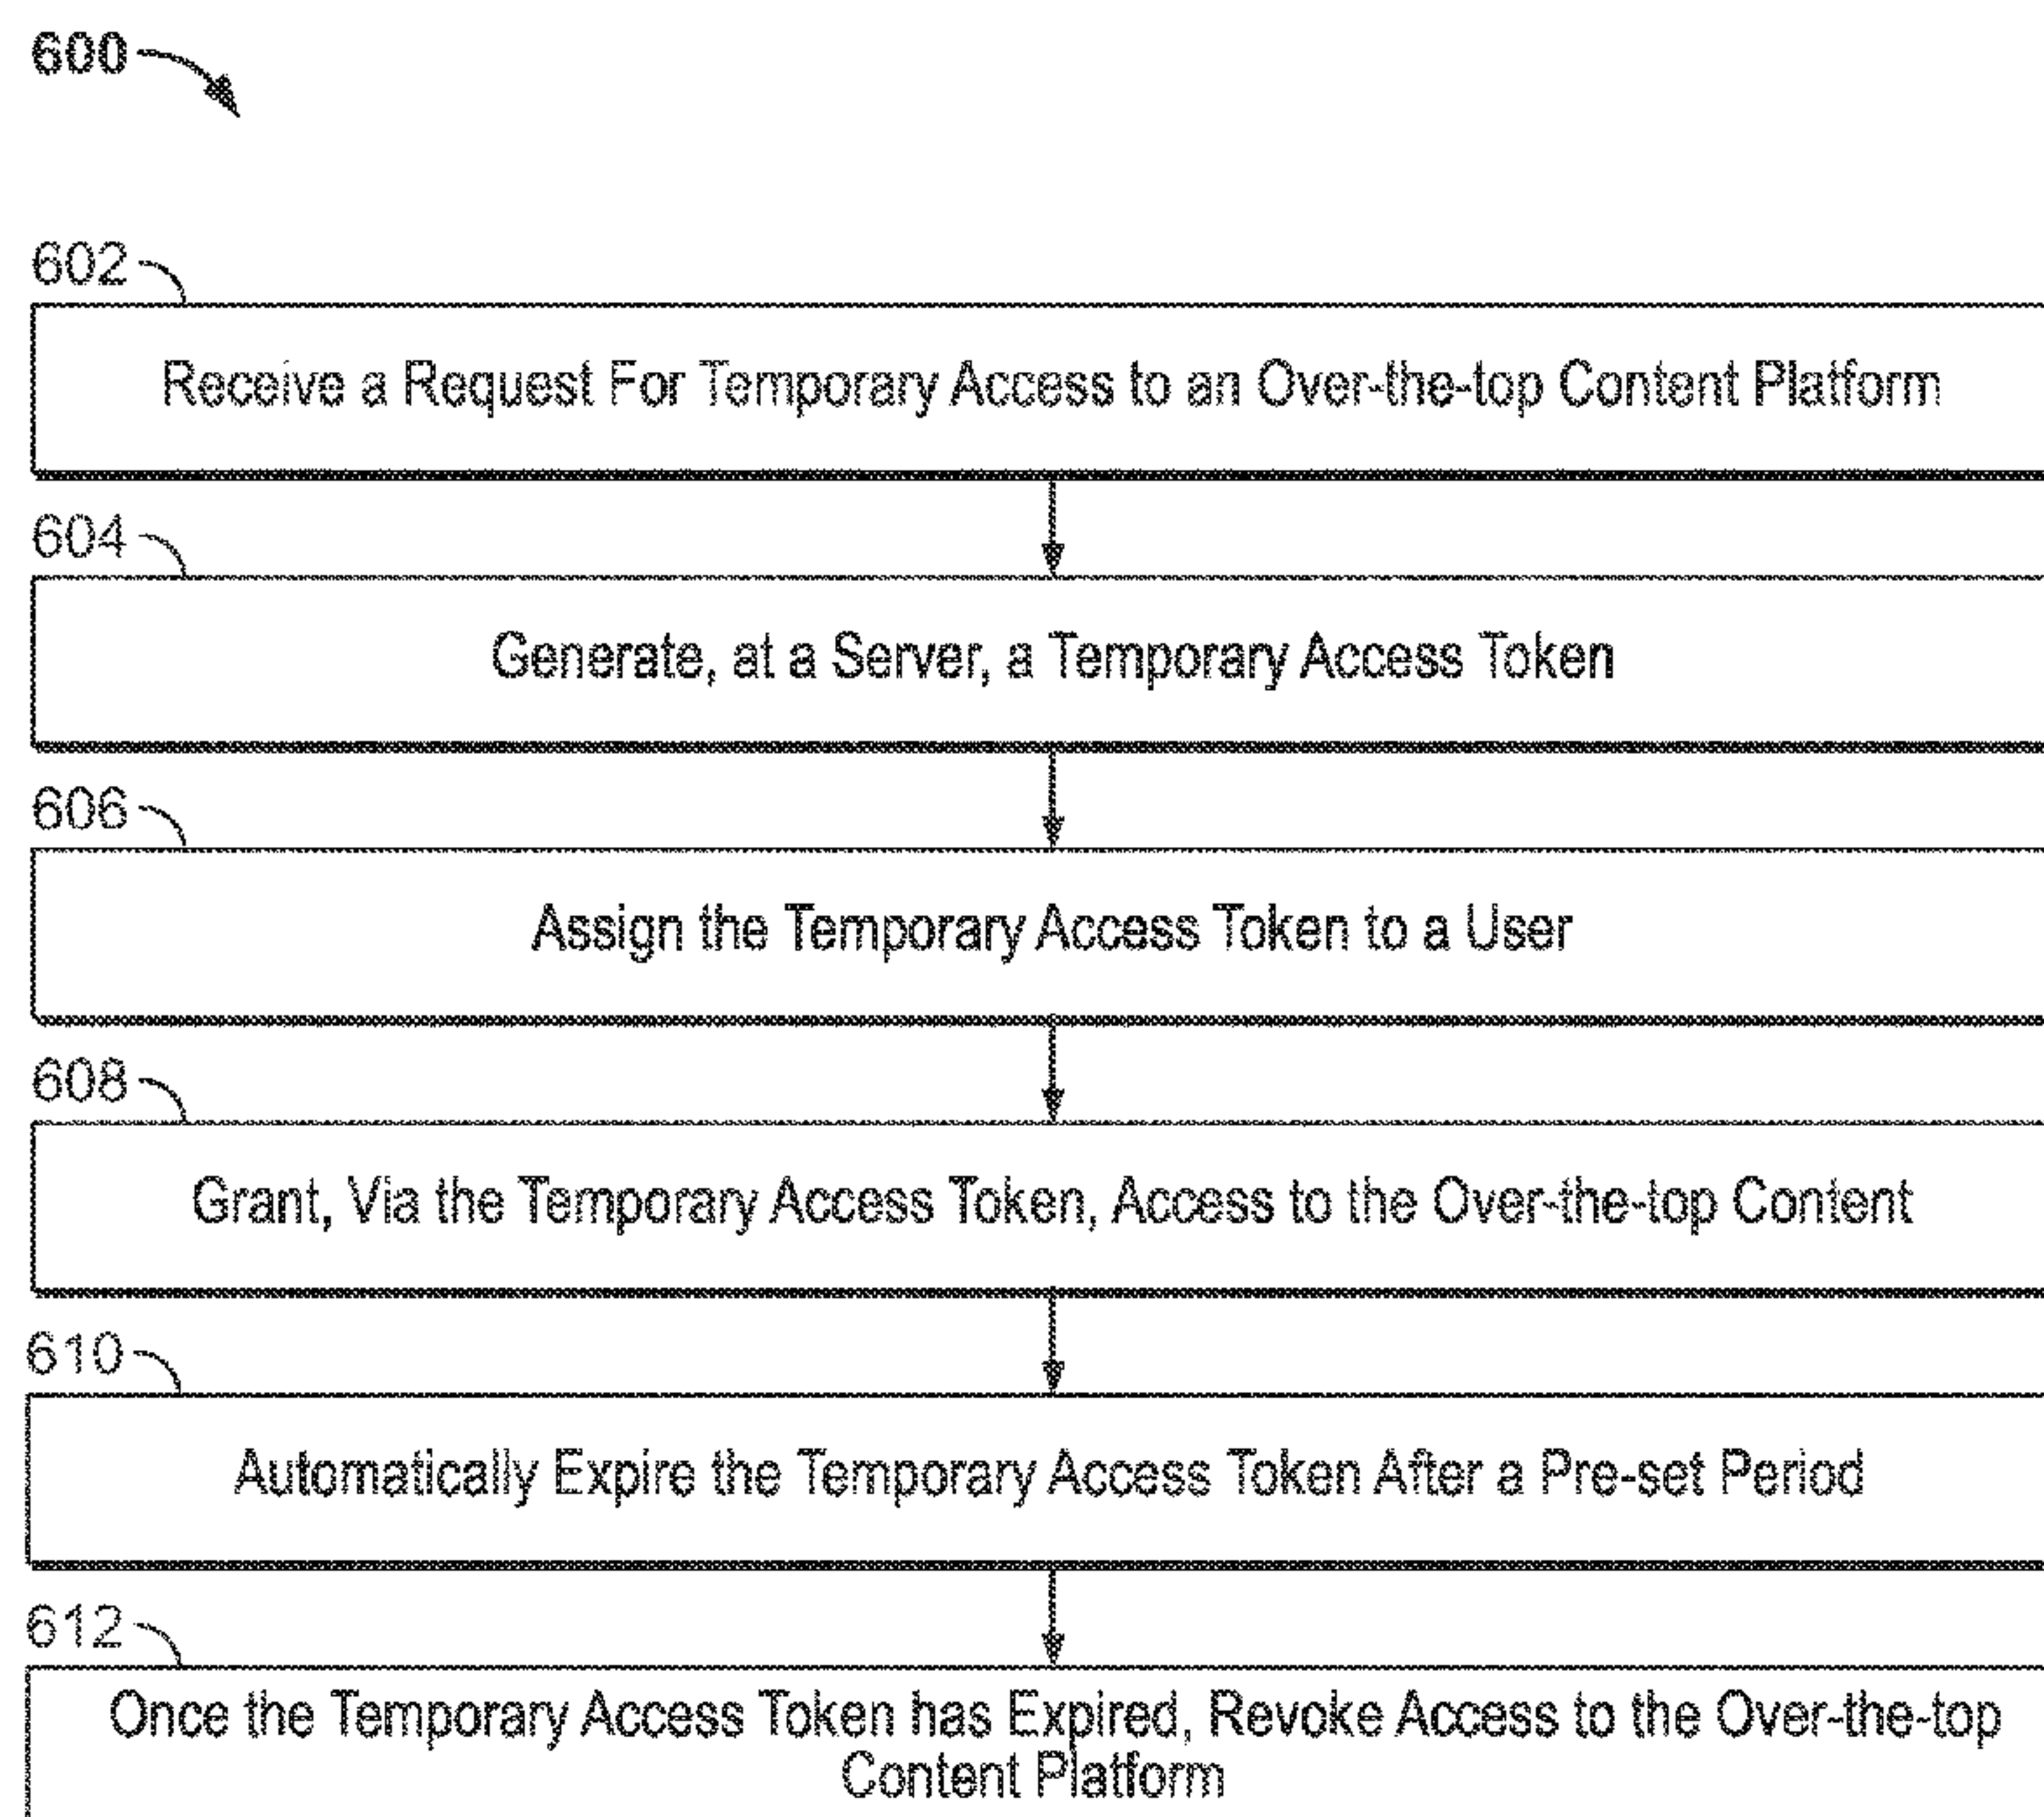 600
602
Receive a Request For Temporary Access to an Over-the-top Content Platform
604
Generate, at a Server, a Temporary Access Token
606
Assign the Temporary Access Token to a User
608
Grant, Via the Temporary Access Token, Access to the Over-the-top Content
610
Automatically Expire the Temporary Access Token After a Pre-set Period
612
Once the Temporary Access Token has Expired, Revoke Access to the Over-the-top
Content Platform